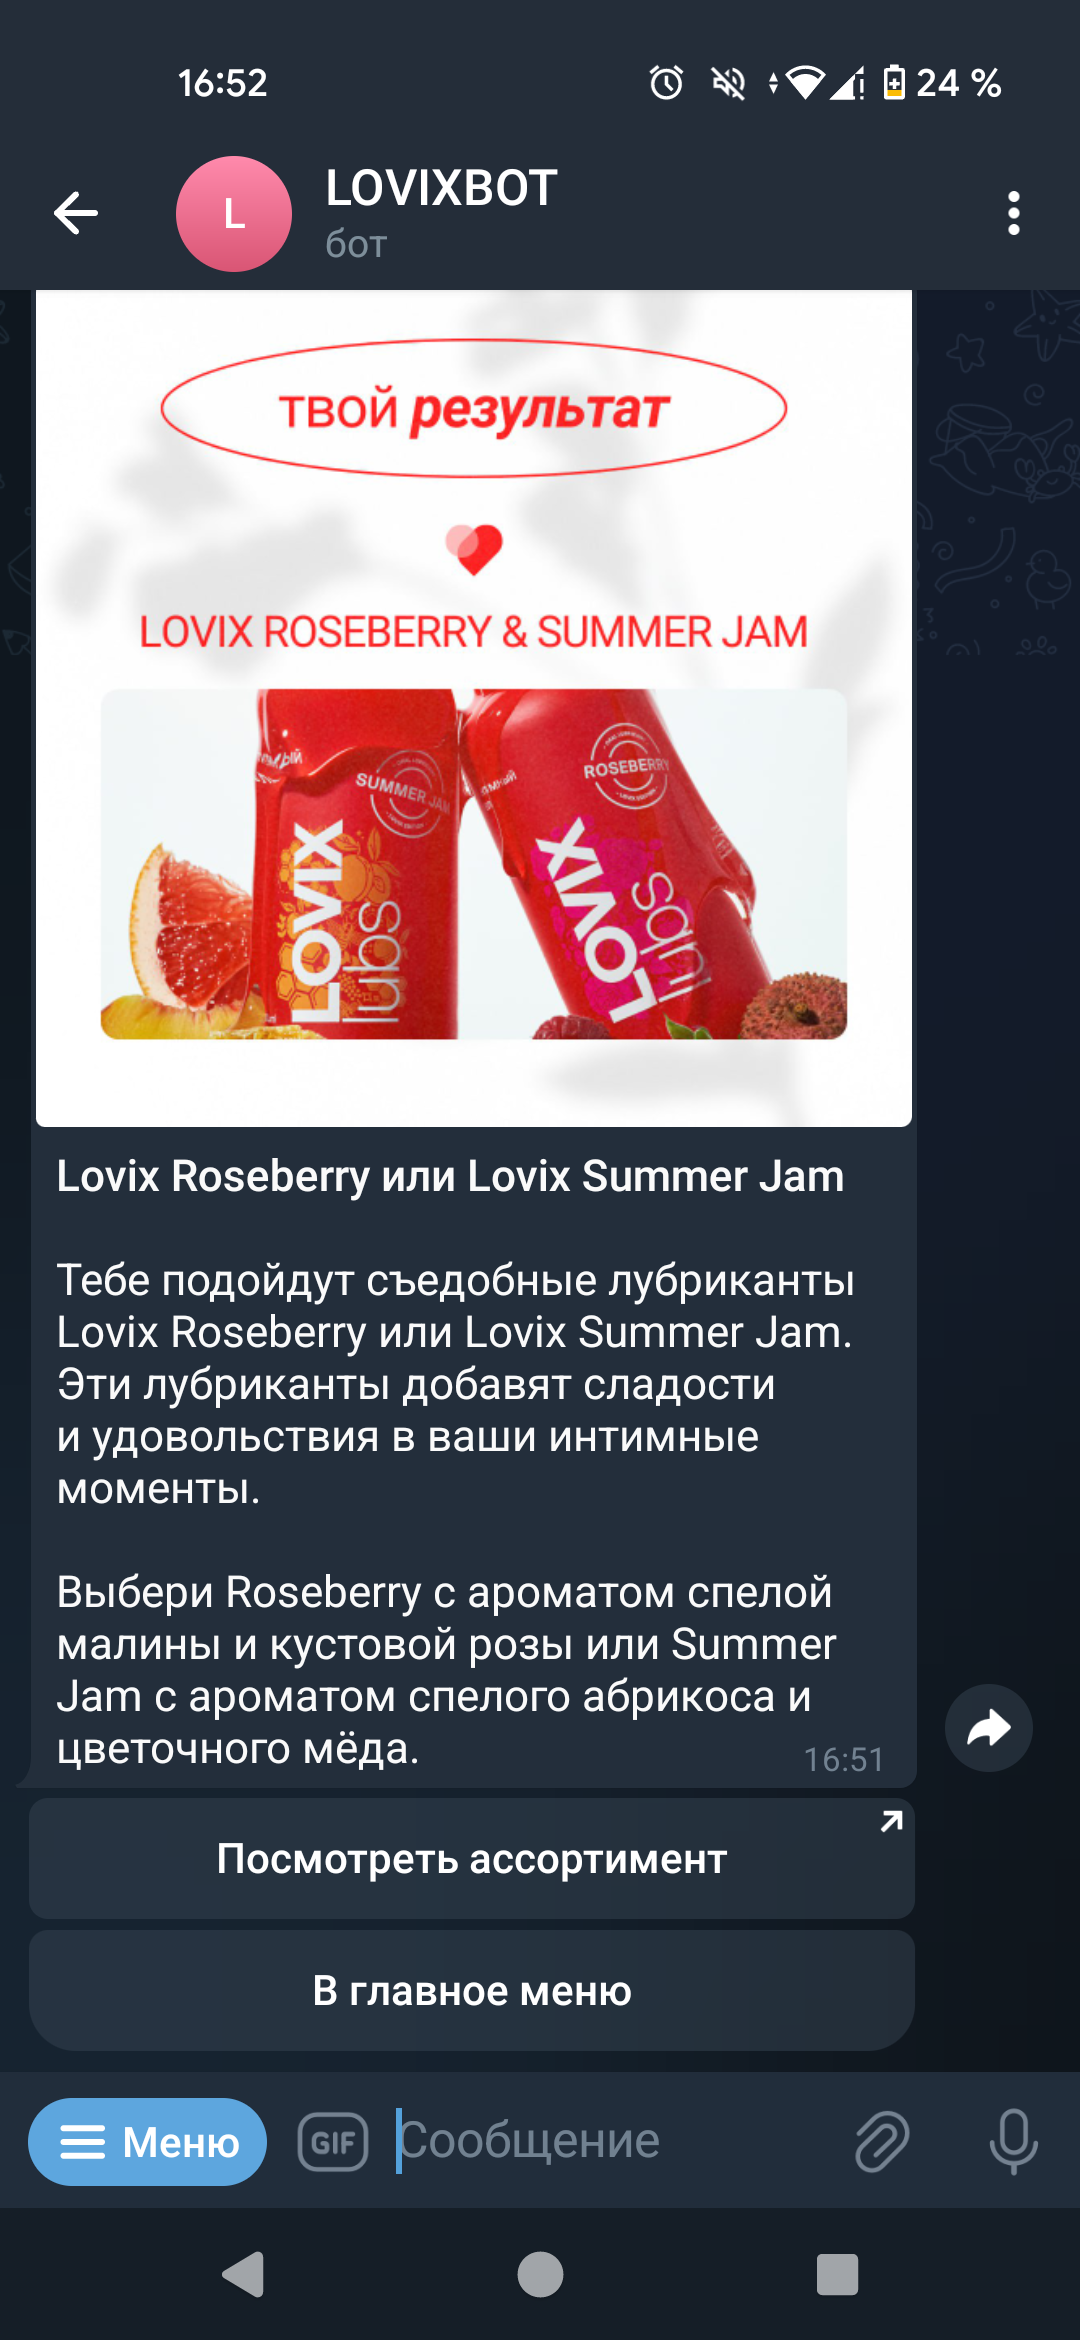 16:52
24 %
L
LOVIXBOT
бот
твой результат
LOVIX ROSEBERRY & SUMMER JAM
SUMMER JAM
LOVIX
lubs
ROSEBERRY
LOVIX
lubs
Lovix Roseberry или Lovix Summer Jam
Тебе подойдут съедобные лубриканты
Lovix Roseberry или Lovix Summer Jam.
Эти лубриканты добавят сладости
и удовольствия в ваши интимные
моменты.
Выбери Roseberry с ароматом спелой
малины и кустовой розы или Summer
Jam с ароматом спелого абрикоса и
цветочного мёда.
16:51
Посмотреть ассортимент
В главное меню
Меню
GIF
Сообщение